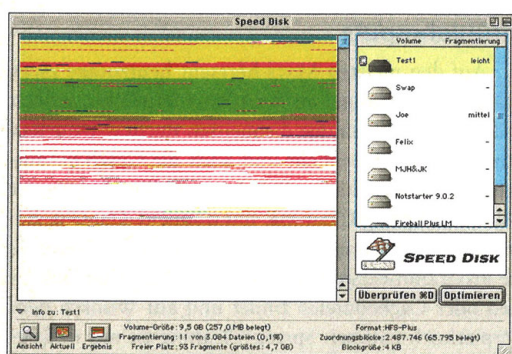 Speed Disk
Volume Fragmentierung
Test1 leicht
Swap -
Joe mittel
Felix -
MJH&JK -
Notstarter 9.0.2 -
Fireball Plus LM -
SPEED DISK
Überprüfen ⌘D Optimieren
Info zu: Test1
Ansicht Aktuell Ergebnis
Volume-Größe: 9,5 GB (257,0 MB belegt)
Fragmentierung: 11 von 3.084 Dateien (0,1%)
Freier Platz: 93 Fragmente (größtes: 4,7 GB)
Format: HFS-Plus
Zuordnungsblöcke: 2.487.746 (65.795 belegt)
Blockgröße: 4 KB